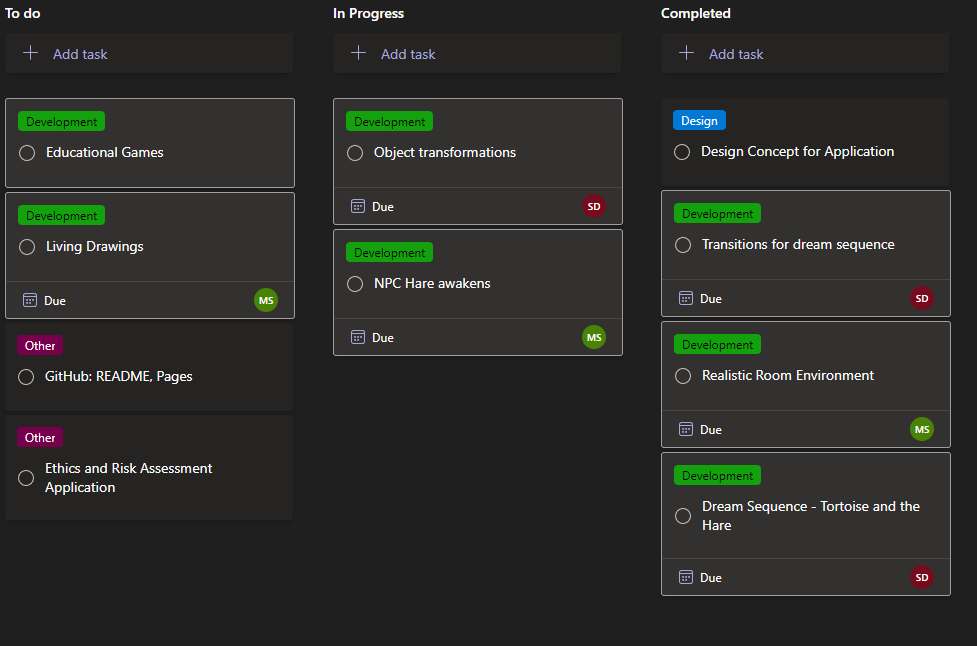 To do
Add task
Development
Educational Games
Development
Living Drawings
Due
MS
Other
GitHub: README, Pages
Other
Ethics and Risk Assessment
Application
In Progress
Add task
Development
Object transformations
Due
SD
Development
NPC Hare awakens
Due
MS
Completed
Add task
Design
Design Concept for Application
Development
Transitions for dream sequence
Due
SD
Development
Realistic Room Environment
Due
MS
Development
Dream Sequence - Tortoise and the
Hare
Due
SD